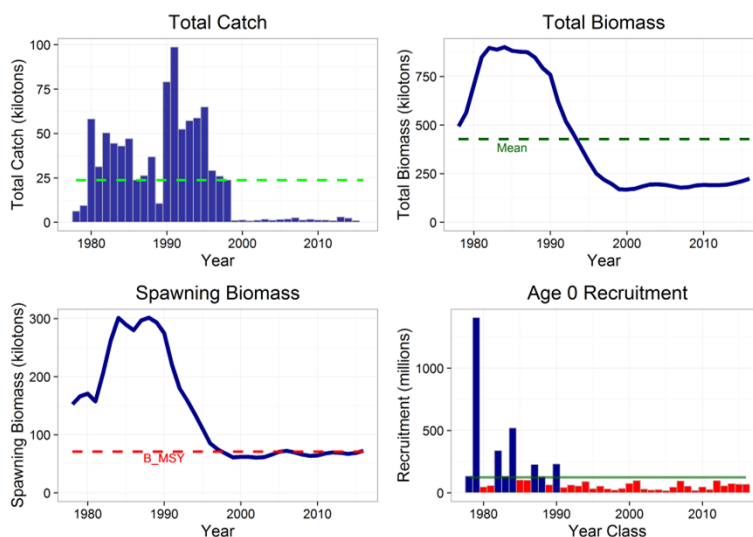 Total Catch
Total Catch (kilotons)
100
75
50
25
0
1980 1990 2000 2010
Year
Total Biomass
Total Biomass (kilotons)
750
500
250
0
Mean
1980 1990 2000 2010
Year
Spawning Biomass
Spawning Biomass (kilotons)
300
200
100
0
B_MSY
1980 1990 2000 2010
Year
Age 0 Recruitment
Recruitment (millions)
1000
500
0
1980 1990 2000 2010
Year Class